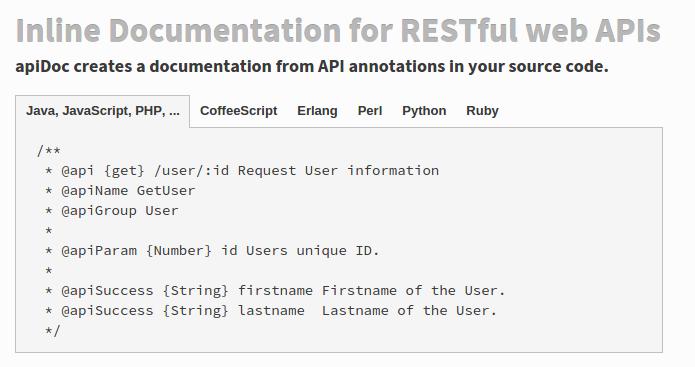 Inline Documentation for RESTful web APIs
apiDoc creates a documentation from API annotations in your source code.
Java, JavaScript, PHP, ... CoffeeScript Erlang Perl Python Ruby
/**
 * @api {get} /user/:id Request User information
 * @apiName GetUser
 * @apiGroup User
 *
 * @apiParam {Number} id Users unique ID.
 *
 * @apiSuccess {String} firstname Firstname of the User.
 * @apiSuccess {String} lastname  Lastname of the User.
 */